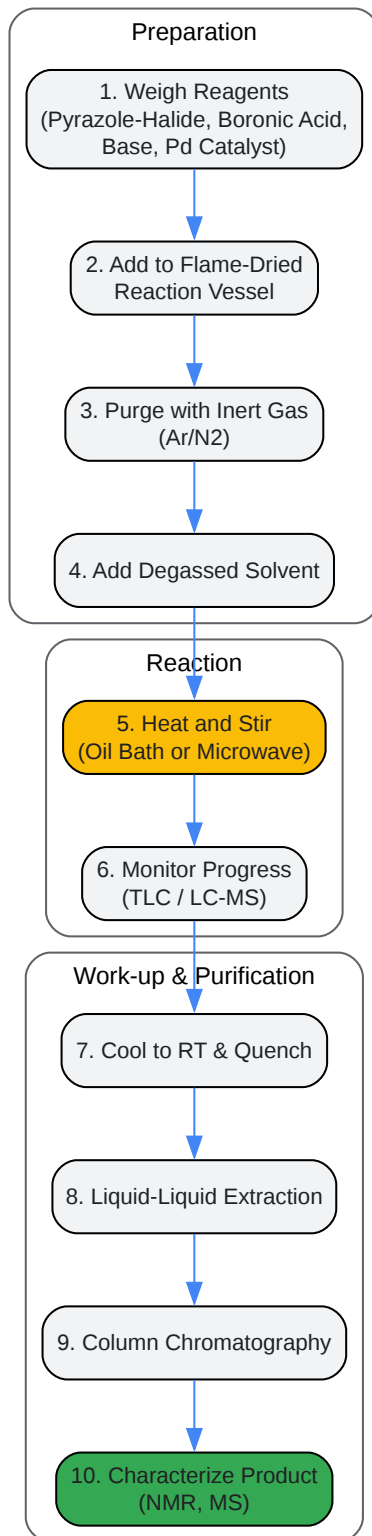 Preparation
1. Weigh Reagents
(Pyrazole-Halide, Boronic Acid,
Base, Pd Catalyst)
2. Add to Flame-Dried
Reaction Vessel
3. Purge with Inert Gas
(Ar/N2)
4. Add Degassed Solvent
Reaction
5. Heat and Stir
(Oil Bath or Microwave)
6. Monitor Progress
(TLC / LC-MS)
Work-up & Purification
7. Cool to RT & Quench
8. Liquid-Liquid Extraction
9. Column Chromatography
10. Characterize Product
(NMR, MS)